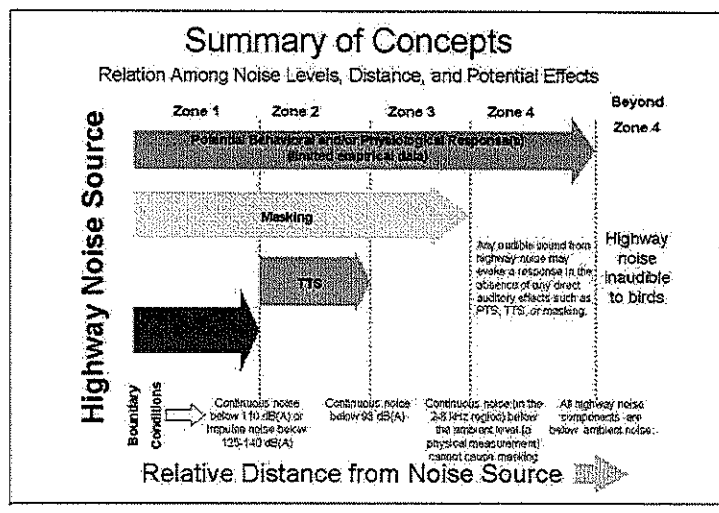 Summary of Concepts
Relation Among Noise Levels, Distance, and Potential Effects
Highway Noise Source
Zone 1
Zone 2
Zone 3
Zone 4
Beyond
Zone 4
Potential Behavioral and/or Physiological Response(s)
(limited empirical data)
Masking
TTS
Any audible sound from
highway noise may
evoke a response in the
absence of any direct
auditory effects such as
PTS, TTS, or masking.
Highway
noise
inaudible
to birds
Boundary
Conditions
Continuous noise
below 110 dB(A) or
Impulse noise below
125-140 dB(A)
Continuous noise
below 93 dB(A)
Continuous noise (in the
2-8 kHz region) below
the ambient level (a
physical measurement)
cannot cause masking
All highway noise
components are
below ambient noise.
Relative Distance from Noise Source